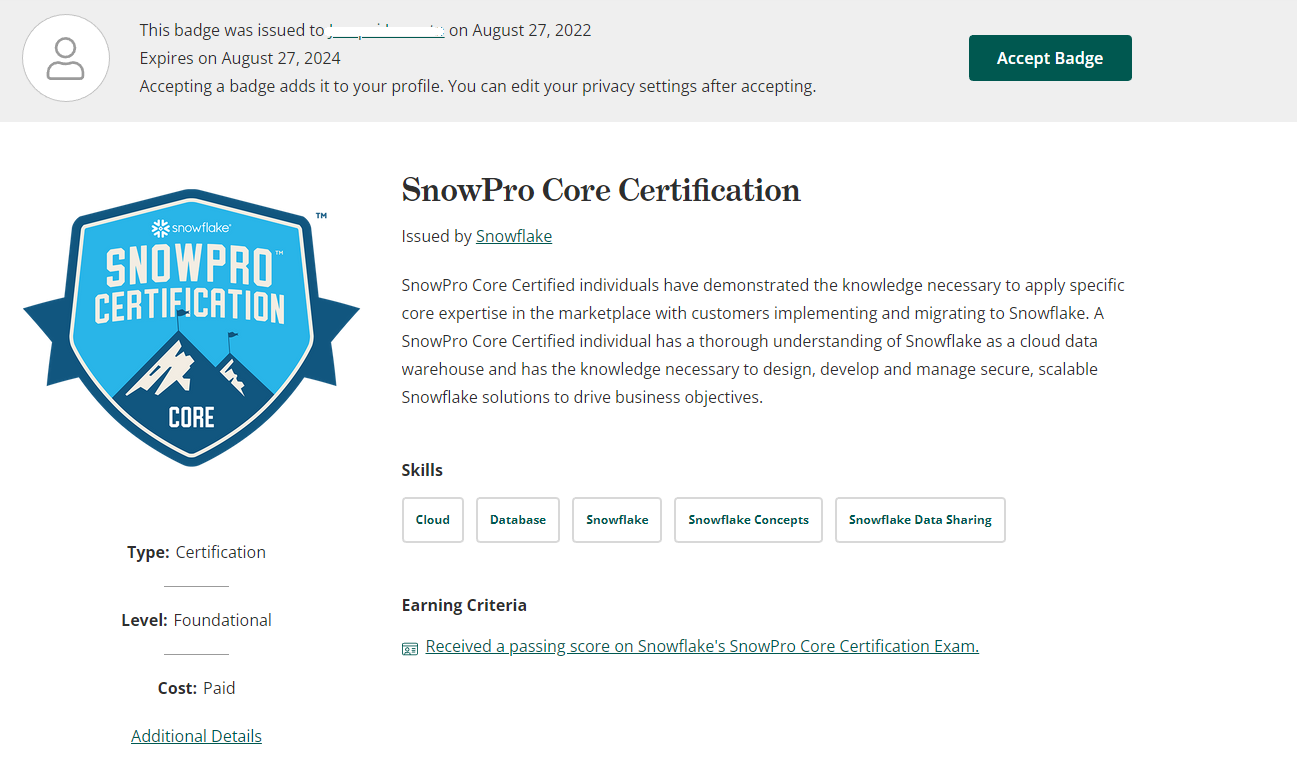 This badge was issued to on August 27, 2022
Expires on August 27, 2024
Accepting a badge adds it to your profile. You can edit your privacy settings after accepting.
Accept Badge
snowflake®
SNOWPRO™
CERTIFICATION
CORE
TM
SnowPro Core Certification
Issued by Snowflake
SnowPro Core Certified individuals have demonstrated the knowledge necessary to apply specific
core expertise in the marketplace with customers implementing and migrating to Snowflake. A
SnowPro Core Certified individual has a thorough understanding of Snowflake as a cloud data
warehouse and has the knowledge necessary to design, develop and manage secure, scalable
Snowflake solutions to drive business objectives.
Skills
Cloud Database Snowflake Snowflake Concepts Snowflake Data Sharing
Earning Criteria
Received a passing score on Snowflake's SnowPro Core Certification Exam.
Type: Certification
Level: Foundational
Cost: Paid
Additional Details